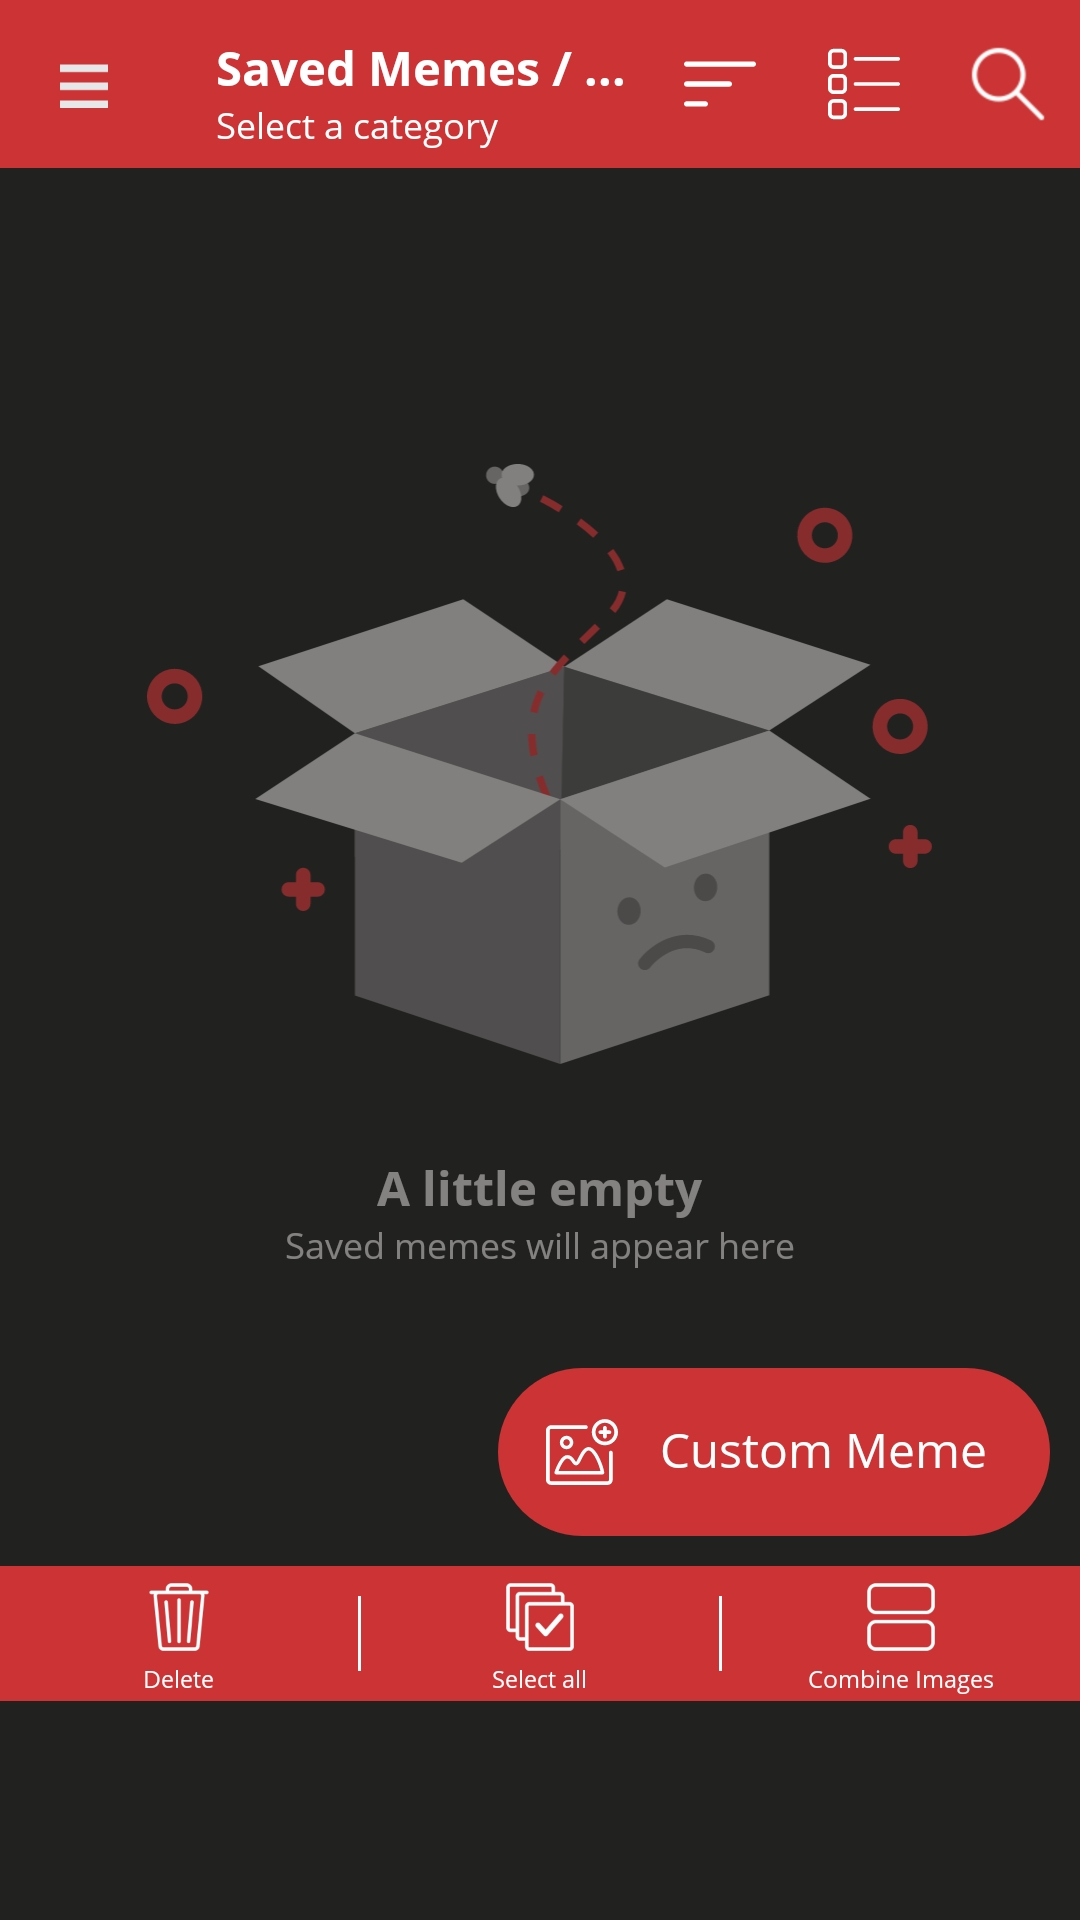 Saved Memes / ...
Select a category
A little empty
Saved memes will appear here
Custom Meme
Delete
Select all
Combine Images